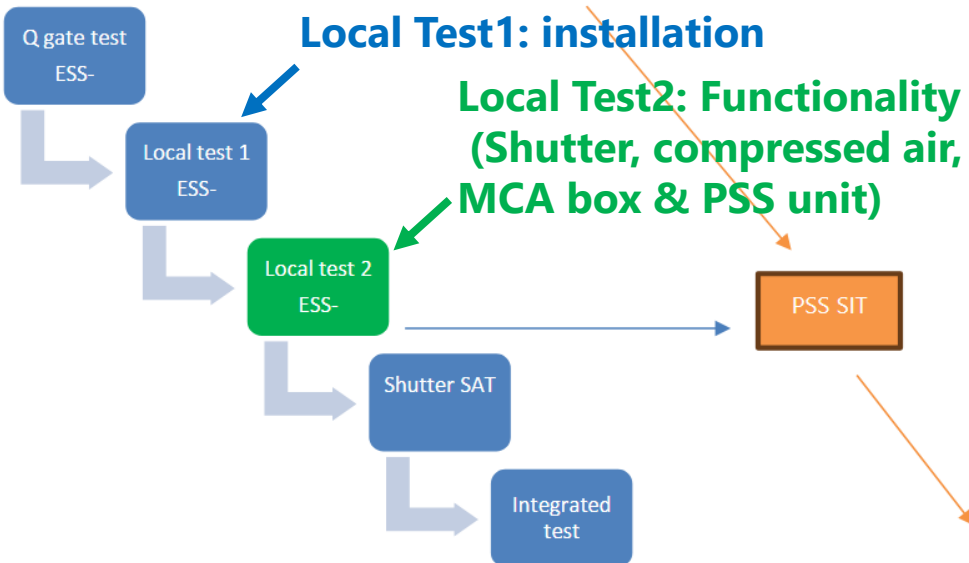 Q gate test
ESS-
Local Test1: installation
Local Test2: Functionality
(Shutter, compressed air,
MCA box & PSS unit)
Local test 1
ESS-
Local test 2
ESS-
PSS SIT
Shutter SAT
Integrated
test